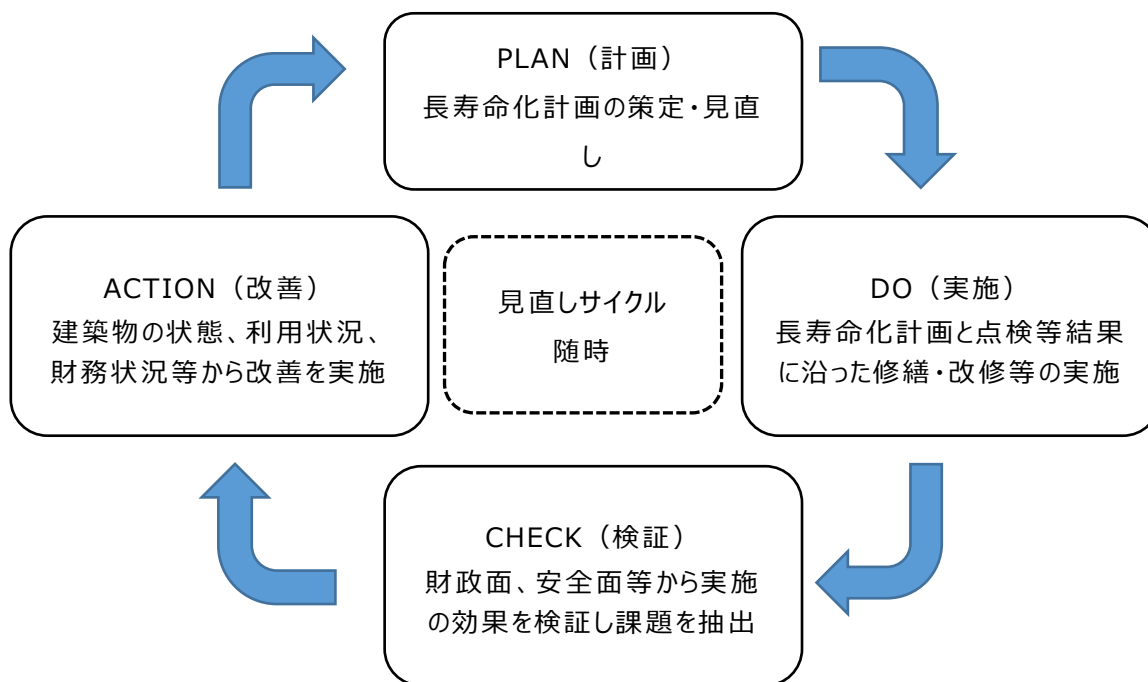 PLAN（計画）
長寿命化計画の策定・見直
し
ACTION（改善）
建築物の状態、利用状況、
財務状況等から改善を実施
見直しサイクル
随時
DO（実施）
長寿命化計画と点検等結果
に沿った修繕・改修等の実施
CHECK（検証）
財政面、安全面等から実施
の効果を検証し課題を抽出